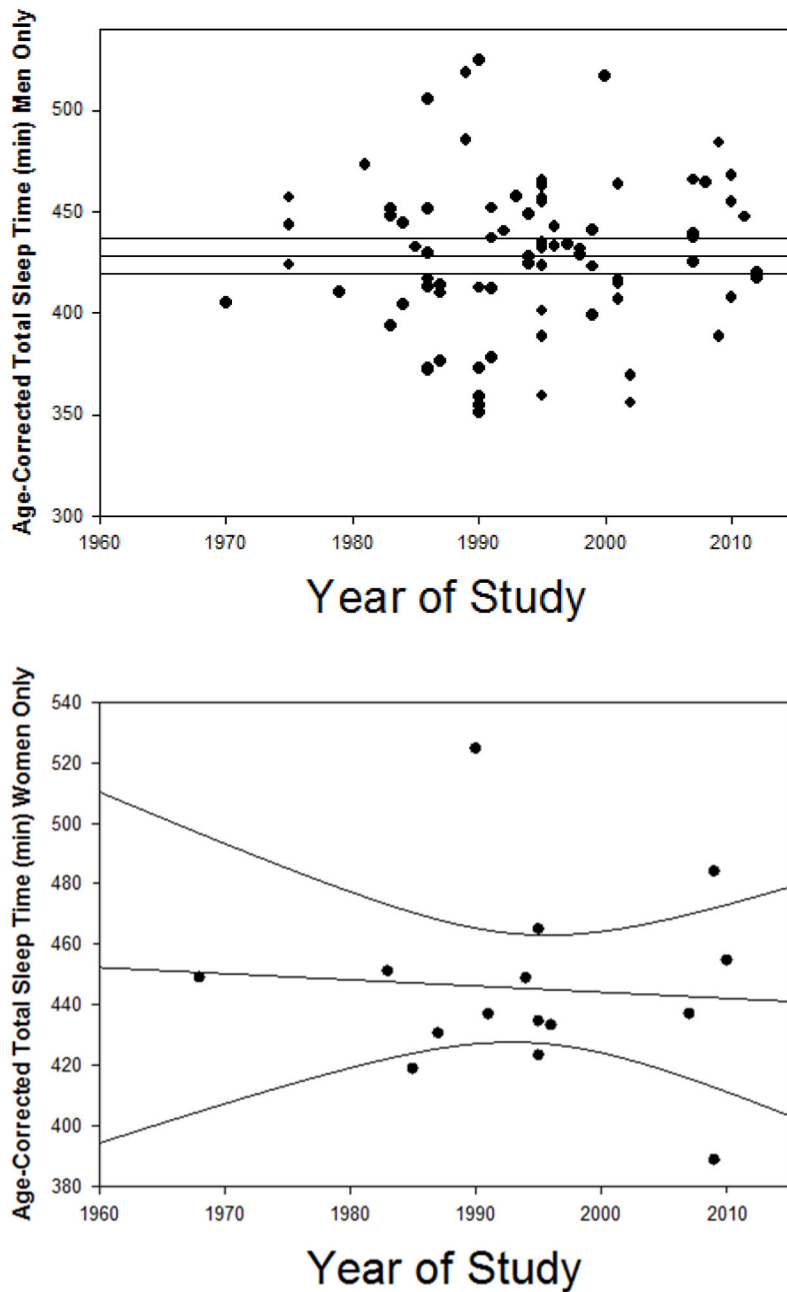 Age-Corrected Total Sleep Time (min) Men Only
500
450
400
350
300
1960 1970 1980 1990 2000 2010
Year of Study
Age-Corrected Total Sleep Time (min) Women Only
540
520
500
480
460
440
420
400
380
1960 1970 1980 1990 2000 2010
Year of Study